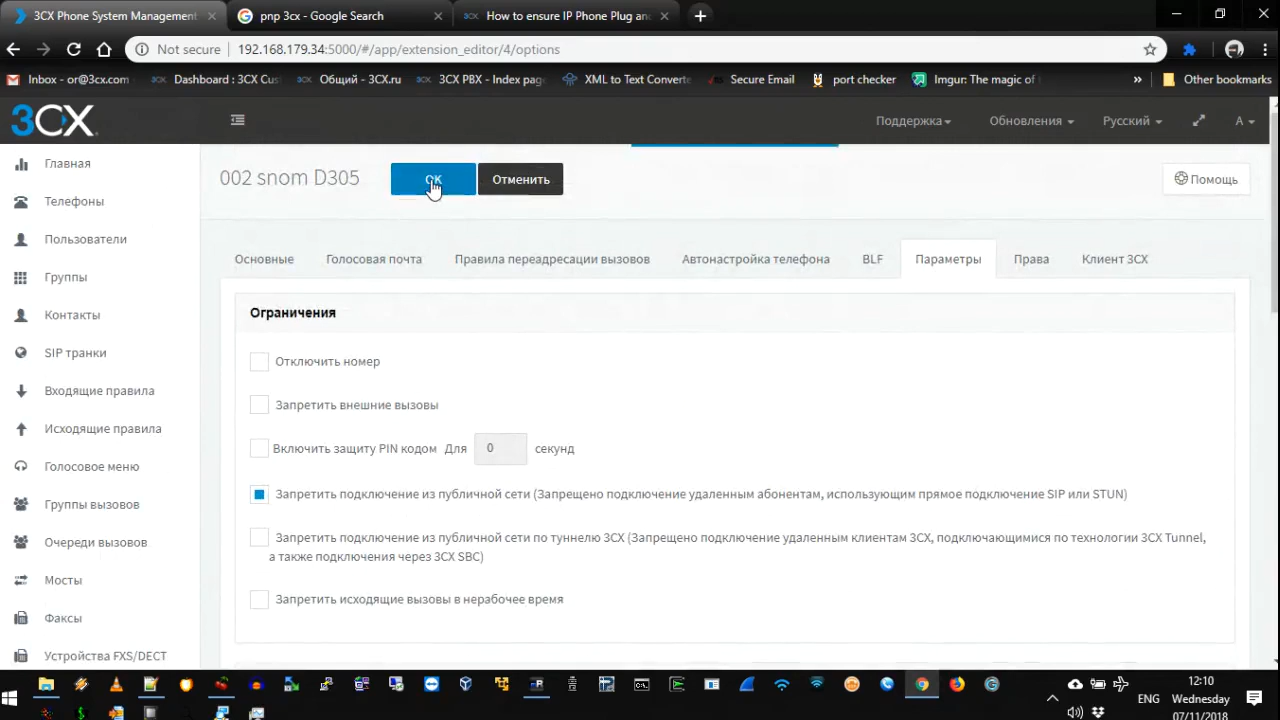 3CX Phone System Management
pnp 3cx - Google Search
How to ensure IP Phone Plug an
Not secure
192.168.179.34:5000/#/app/extension_editor/4/options
Inbox - or@3cx.com
Dashboard : 3CX Cus
Общий - 3CX.ru
3CX PBX - Index page
XML to Text Converte
Secure Email
port checker
Imgur: The magic of
Other bookmarks
3CX
Поддержка
Обновления
Русский
A
Главная
Телефоны
Пользователи
Группы
Контакты
SIP транки
Входящие правила
Исходящие правила
Голосовое меню
Группы вызовов
Очереди вызовов
Мосты
Факсы
Устройства FXS/DECT
002 snom D305
OK
Отменить
Помощь
Основные
Голосовая почта
Правила переадресации вызовов
Автонастройка телефона
BLF
Параметры
Права
Клиент 3CX
Ограничения
Отключить номер
Запретить внешние вызовы
Включить защиту PIN кодом Для 0 секунд
Запретить подключение из публичной сети (Запрещено подключение удаленным абонентам, использующим прямое подключение SIP или STUN)
Запретить подключение из публичной сети по туннелю 3CX (Запрещено подключение удаленным клиентам 3CX, подключающимися по технологии 3CX Tunnel,
а также подключения через 3CX SBC)
Запретить исходящие вызовы в нерабочее время
ENG
12:10
Wednesday
07/11/2018